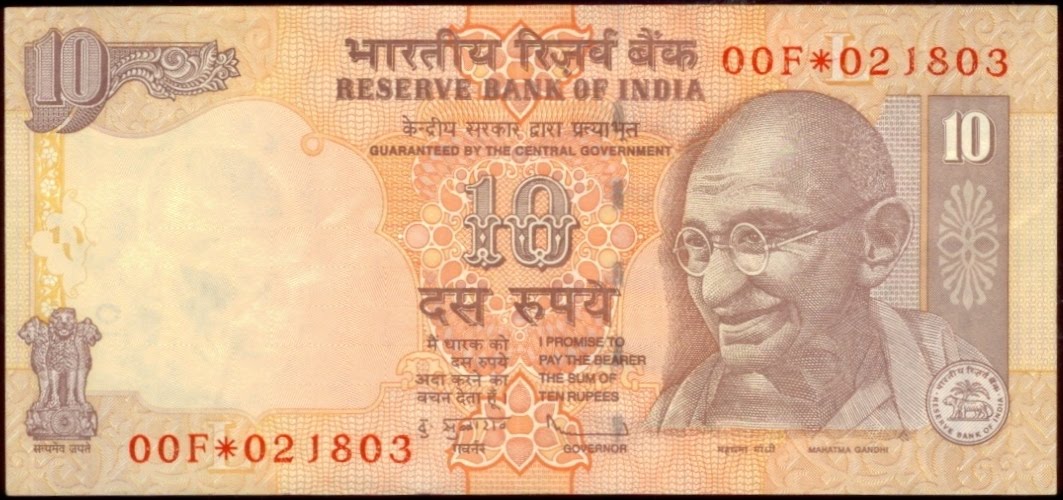 10
भारतीय रिज़र्व बैंक
00F*021803
RESERVE BANK OF INDIA
केन्द्रीय सरकार द्वारा प्रत्याभूत
GUARANTEED BY THE CENTRAL GOVERNMENT
10
10
दस रुपये
मैं धारक को
दस रुपये
अदा करने का
वचन देता हूँ
I PROMISE TO
PAY THE BEARER
THE SUM OF
TEN RUPEES
गवर्नर
GOVERNOR
महात्मा गांधी
MAHATMA GANDHI
भारतीय रिज़र्व बैंक
RESERVE BANK OF INDIA
सत्यमेव जयते
00F*021803
L
L